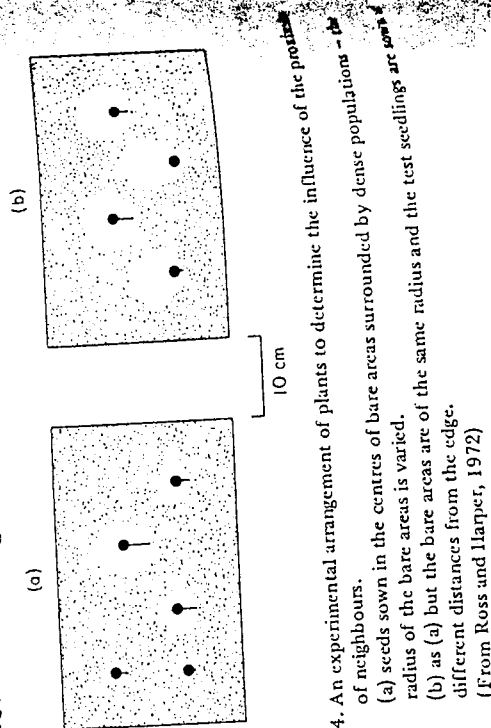 (a)
(b)
10 cm
4. An experimental arrangement of plants to determine the influence of the proximity
of neighbours.
(a) seeds sown in the centres of bare areas surrounded by dense populations – the
radius of the bare areas is varied.
(b) as (a) but the bare areas are of the same radius and the test seedlings are sown
different distances from the edge.
(From Ross and Harper, 1972)